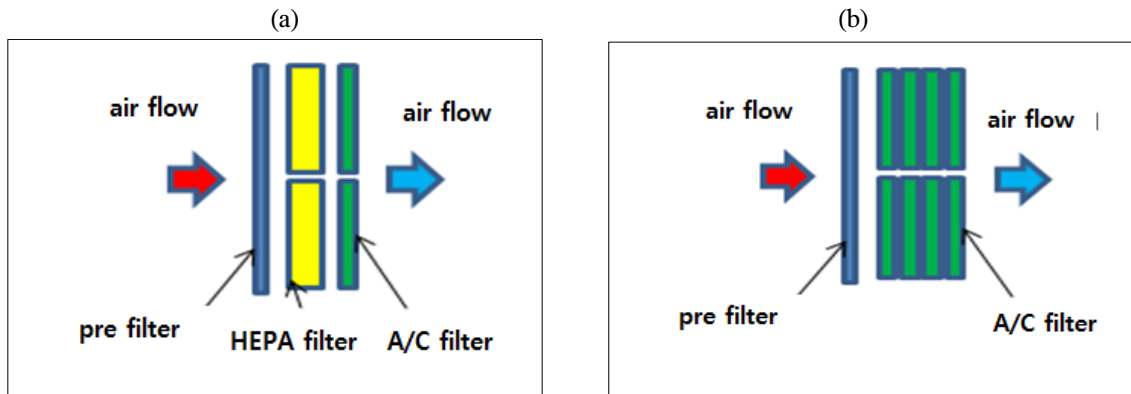 (a)
air flow
air flow
pre filter
HEPA filter
A/C filter
(b)
air flow
air flow
pre filter
A/C filter